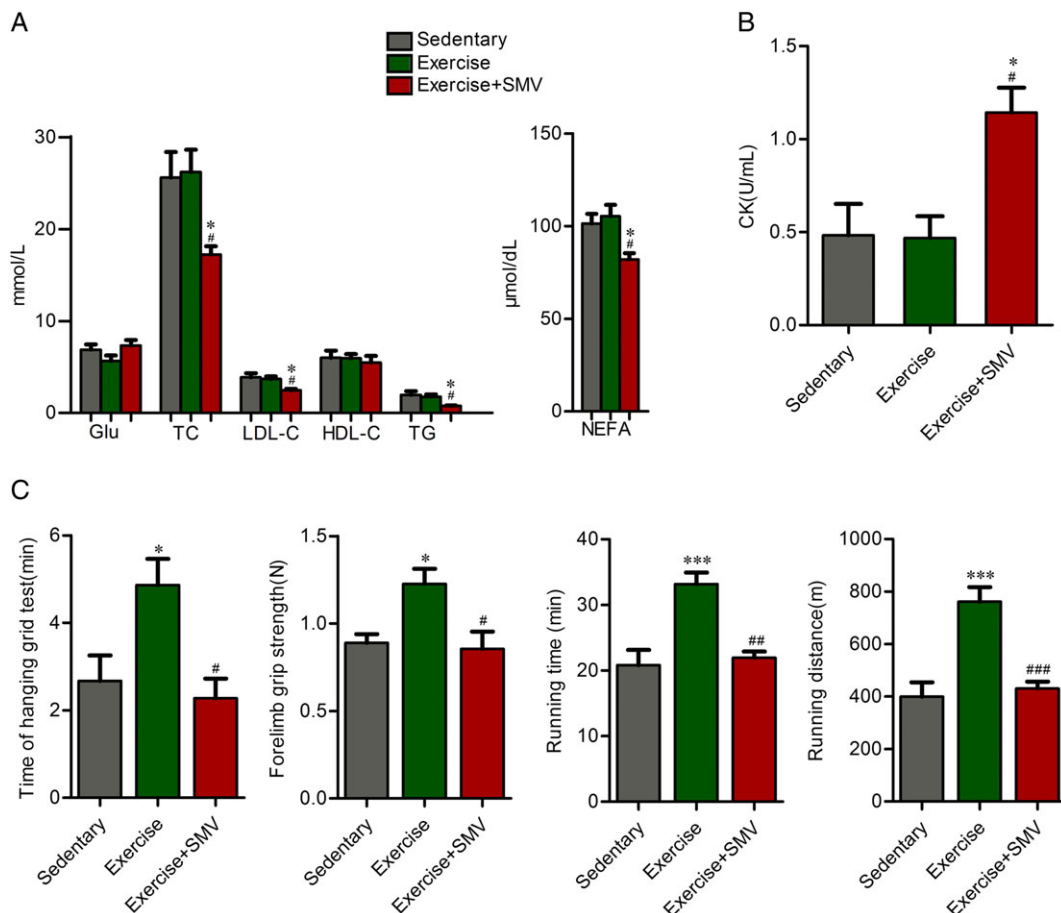 A
Sedentary
Exercise
Exercise+SMV
mmol/L
30
20
10
0
*
#
*
#
*
#
Glu TC LDL-C HDL-C TG
μmol/dL
150
100
50
0
*
#
NEFA
B
CK(U/mL)
1.5
1.0
0.5
0.0
*
#
Sedentary
Exercise
Exercise+SMV
C
Time of hanging grid test(min)
6
4
2
0
*
#
Sedentary
Exercise
Exercise+SMV
Forelimb grip strength(N)
1.5
1.0
0.5
0.0
*
#
Sedentary
Exercise
Exercise+SMV
Running time (min)
40
30
20
10
0
***
##
Sedentary
Exercise
Exercise+SMV
Running distance(m)
1000
800
600
400
200
0
***
###
Sedentary
Exercise
Exercise+SMV